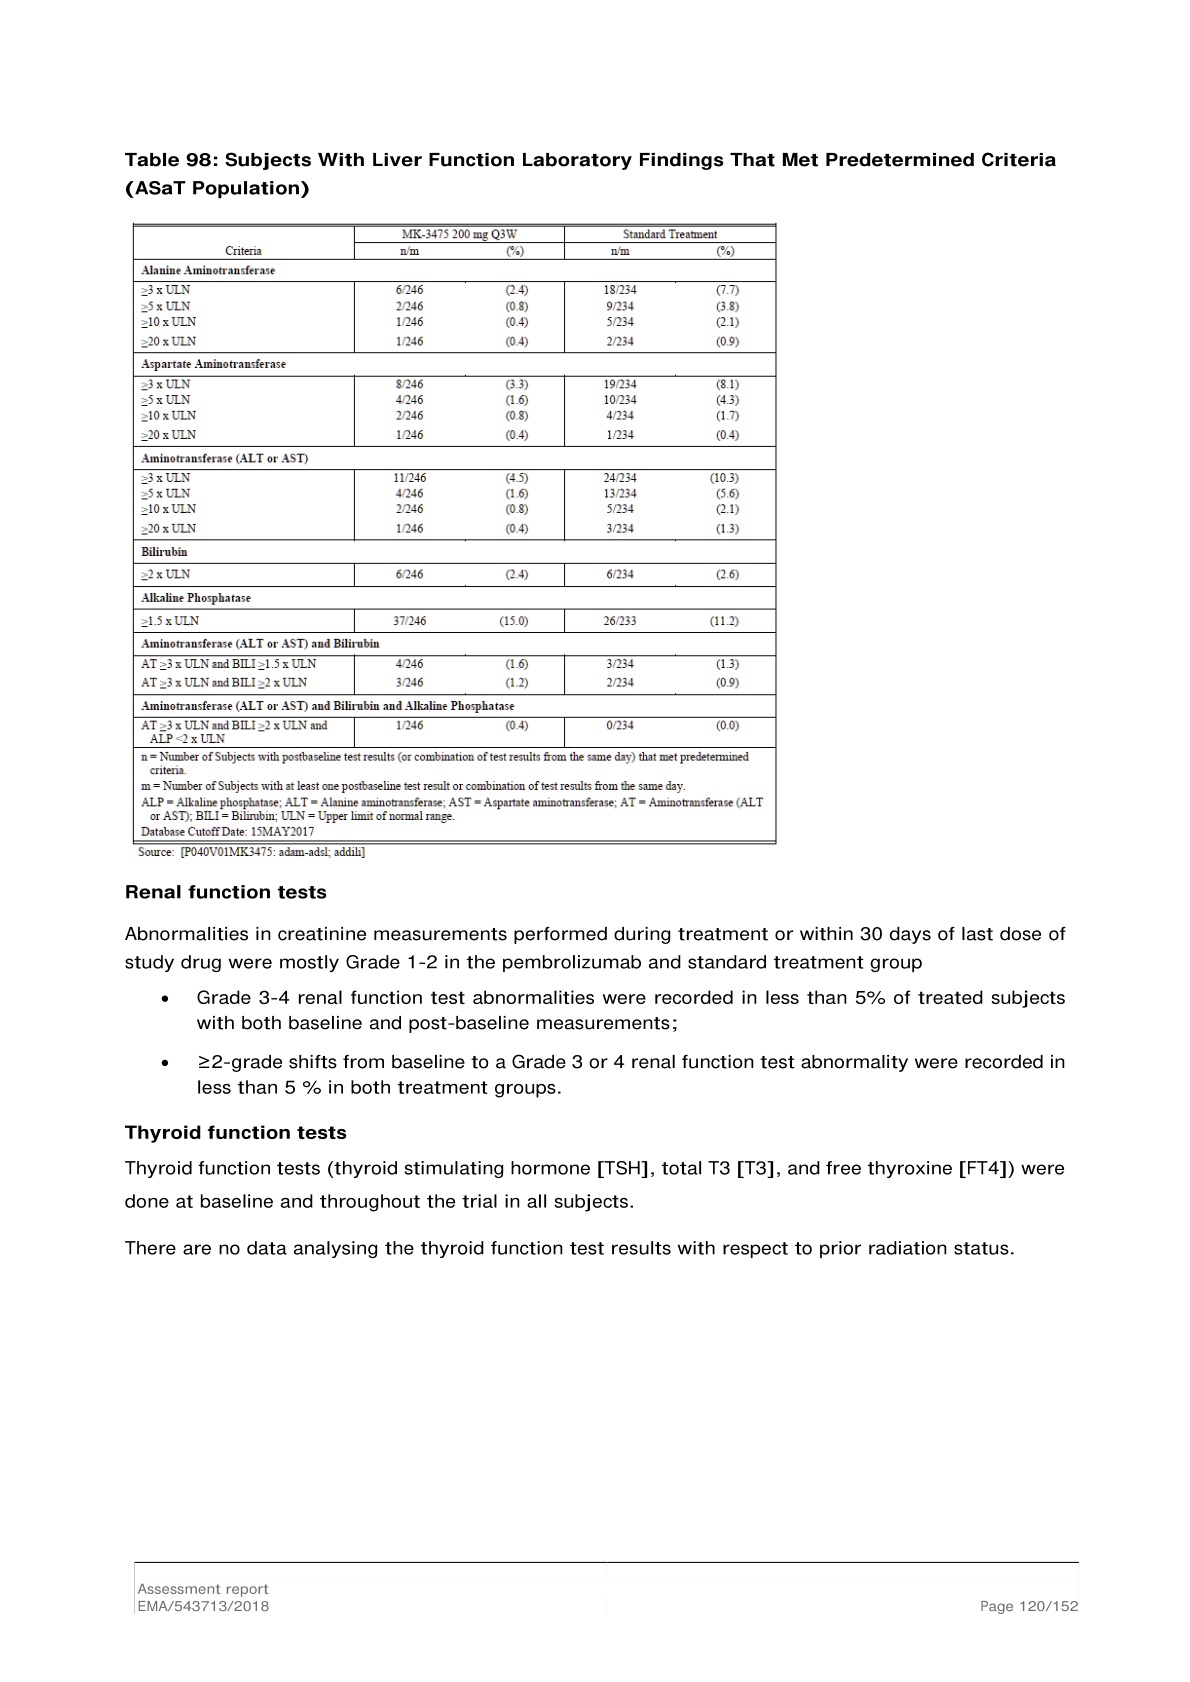 Table 98: Subjects With Liver Function Laboratory Findings That Met Predetermined Criteria
(ASaT Population)
MK-3475 200 mg Q3W Standard Treatment
Criteria n/m (%) n/m (%)
Alanine Aminotransferase
≥3 x ULN 6/246 (2.4) 18/234 (7.7)
≥5 x ULN 2/246 (0.8) 9/234 (3.8)
≥10 x ULN 1/246 (0.4) 5/234 (2.1)
≥20 x ULN 1/246 (0.4) 2/234 (0.9)
Aspartate Aminotransferase
≥3 x ULN 8/246 (3.3) 19/234 (8.1)
≥5 x ULN 4/246 (1.6) 10/234 (4.3)
≥10 x ULN 2/246 (0.8) 4/234 (1.7)
≥20 x ULN 1/246 (0.4) 1/234 (0.4)
Aminotransferase (ALT or AST)
≥3 x ULN 11/246 (4.5) 24/234 (10.3)
≥5 x ULN 4/246 (1.6) 13/234 (5.6)
≥10 x ULN 2/246 (0.8) 5/234 (2.1)
≥20 x ULN 1/246 (0.4) 3/234 (1.3)
Bilirubin
≥2 x ULN 6/246 (2.4) 6/234 (2.6)
Alkaline Phosphatase
≥1.5 x ULN 37/246 (15.0) 26/233 (11.2)
Aminotransferase (ALT or AST) and Bilirubin
AT ≥3 x ULN and BILI ≥1.5 x ULN 4/246 (1.6) 3/234 (1.3)
AT ≥3 x ULN and BILI ≥2 x ULN 3/246 (1.2) 2/234 (0.9)
Aminotransferase (ALT or AST) and Bilirubin and Alkaline Phosphatase
AT ≥3 x ULN and BILI ≥2 x ULN and 1/246 (0.4) 0/234 (0.0)
ALP <2 x ULN
n = Number of Subjects with postbaseline test results (or combination of test results from the same day) that met predetermined
criteria.
m = Number of Subjects with at least one postbaseline test result or combination of test results from the same day.
ALP = Alkaline phosphatase; ALT = Alanine aminotransferase; AST = Aspartate aminotransferase; AT = Aminotransferase (ALT
or AST); BILI = Bilirubin; ULN = Upper limit of normal range.
Database Cutoff Date: 15MAY2017
Source: [P040V01MK3475: adam-adsl; addili]
Renal function tests
Abnormalities in creatinine measurements performed during treatment or within 30 days of last dose of
study drug were mostly Grade 1-2 in the pembrolizumab and standard treatment group
• Grade 3-4 renal function test abnormalities were recorded in less than 5% of treated subjects
with both baseline and post-baseline measurements;
• ≥2-grade shifts from baseline to a Grade 3 or 4 renal function test abnormality were recorded in
less than 5 % in both treatment groups.
Thyroid function tests
Thyroid function tests (thyroid stimulating hormone [TSH], total T3 [T3], and free thyroxine [FT4]) were
done at baseline and throughout the trial in all subjects.
There are no data analysing the thyroid function test results with respect to prior radiation status.
Assessment report
EMA/543713/2018 Page 120/152